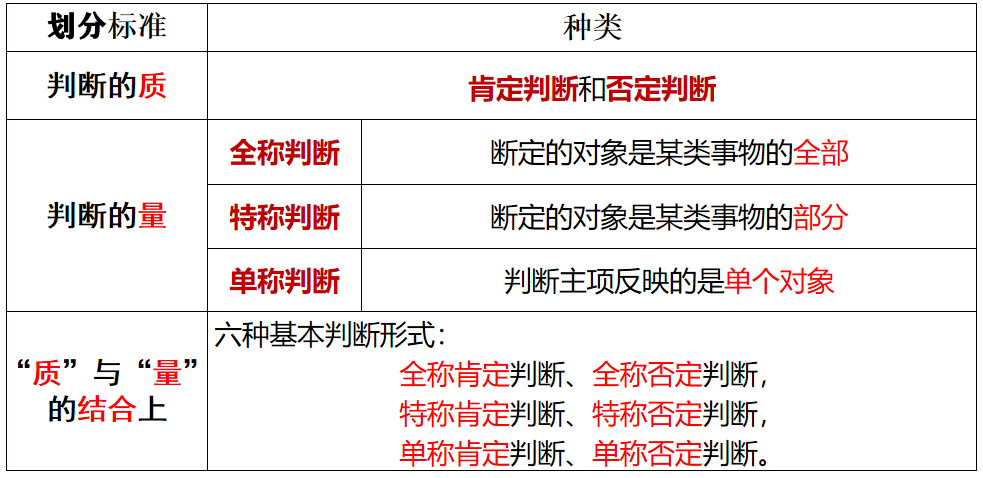 划分标准
种类
判断的质
肯定判断和否定判断
判断的量
全称判断
断定的对象是某类事物的全部
特称判断
断定的对象是某类事物的部分
单称判断
判断主项反映的是单个对象
“质”与“量”
的结合上
六种基本判断形式：
全称肯定判断、全称否定判断，
特称肯定判断、特称否定判断，
单称肯定判断、单称否定判断。